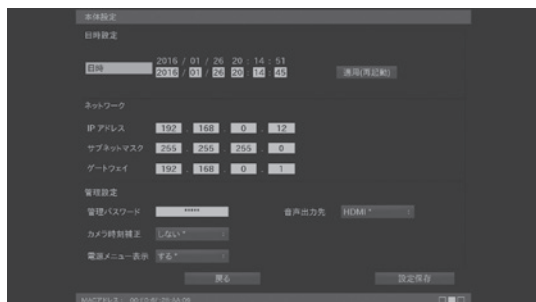 本体設定
日時設定
2016 / 01 / 26 20 : 14 : 51
日時 2016 / 01 / 26 20 : 14 : 45 適用(再起動)
ネットワーク
IP アドレス 192 . 168 . 0 . 12
サブネットマスク 255 . 255 . 255 . 0
ゲートウェイ 192 . 168 . 0 . 1
管理設定
管理パスワード ***** 音声出力先 HDMI *
カメラ時刻補正 しない *
電源メニュー表示 する *
戻る 設定保存